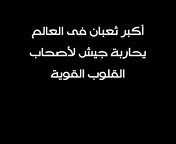 أكبر ثعبان فى العالم
يحاربة جيش لأصحاب
القلوب القوية